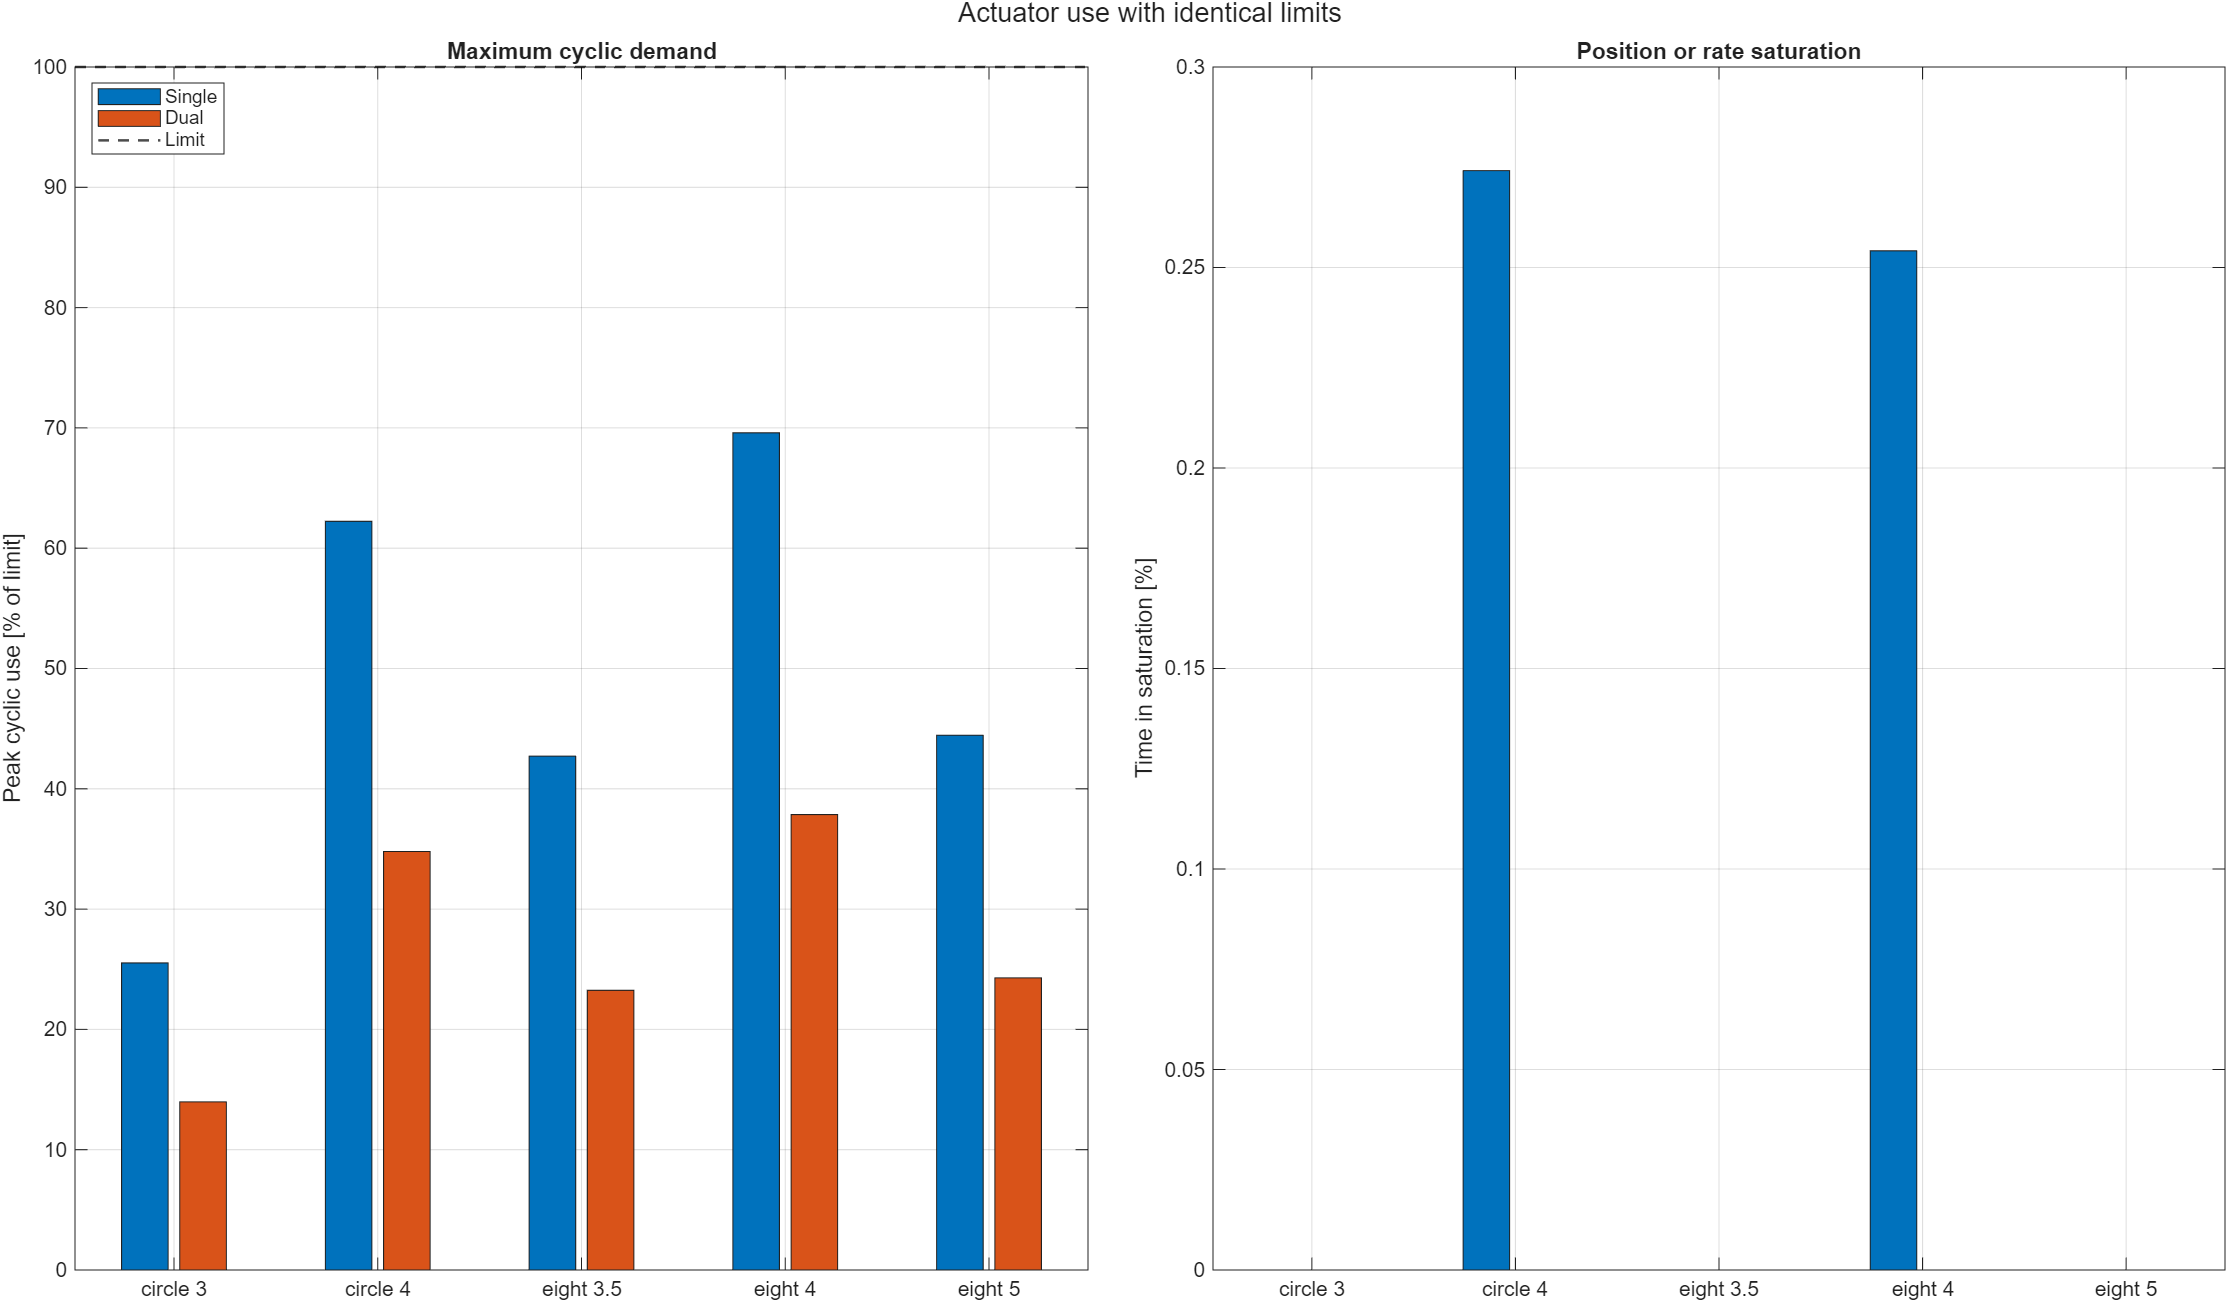 Actuator use with identical limits
Maximum cyclic demand
Peak cyclic use [% of limit]
100
90
80
70
60
50
40
30
20
10
0
Single
Dual
Limit
circle 3
circle 4
eight 3.5
eight 4
eight 5
Position or rate saturation
Time in saturation [%]
0.3
0.25
0.2
0.15
0.1
0.05
0
circle 3
circle 4
eight 3.5
eight 4
eight 5